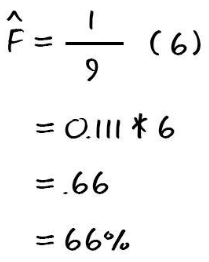 F̂ = 1/9 (6)
= 0.111 * 6
= .66
= 66%